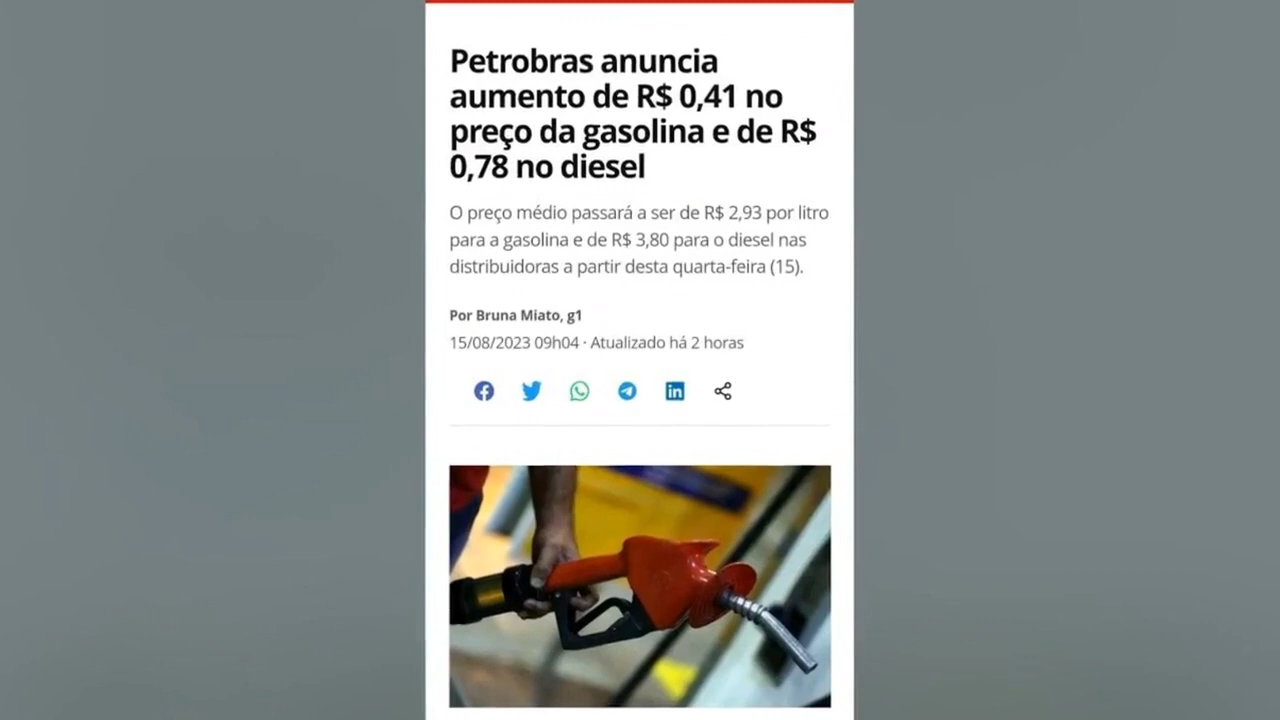 Petrobras anuncia
aumento de R$ 0,41 no
preço da gasolina e de R$
0,78 no diesel
O preço médio passará a ser de R$ 2,93 por litro
para a gasolina e de R$ 3,80 para o diesel nas
distribuidoras a partir desta quarta-feira (15).
Por Bruna Miato, g1
15/08/2023 09h04 · Atualizado há 2 horas
in